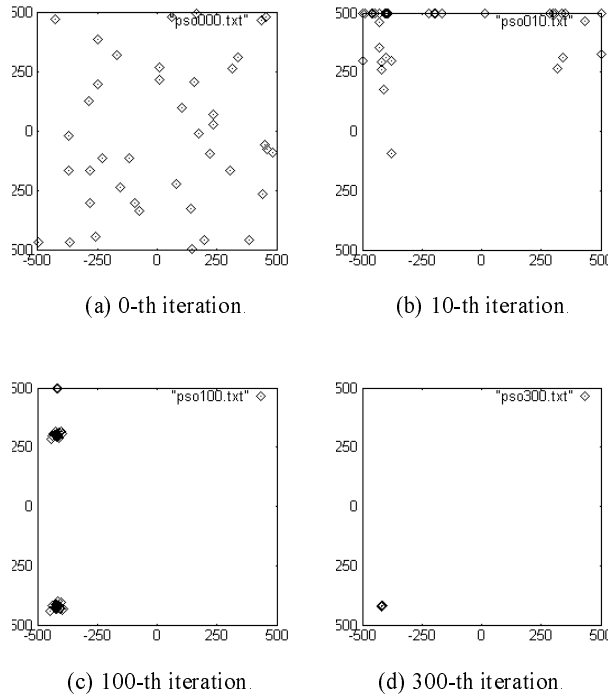 500 "pso000.txt"
250
0
250
500
-500 -250 0 250 500
(a) 0-th iteration.
500 "pso010.txt"
250
0
250
500
-500 -250 0 250 500
(b) 10-th iteration.
500 "pso100.txt"
250
0
250
500
-500 -250 0 250 500
(c) 100-th iteration.
500 "pso300.txt"
250
0
250
500
-500 -250 0 250 500
(d) 300-th iteration.